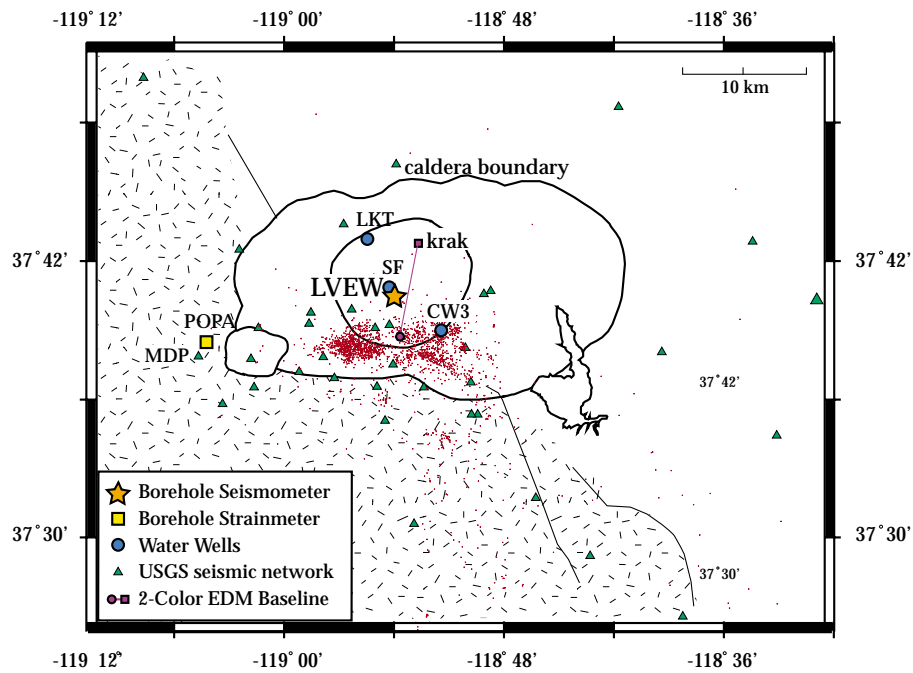 -119˚ 12' -119˚ 00' -118˚ 48' -118˚ 36'
10 km
caldera boundary
LKT
krak
37˚ 42' 37˚ 42'
SF
LVEW
CW3
POPA
MDP
37˚ 42'
Borehole Seismometer
Borehole Strainmeter
37˚ 30' 37˚ 30'
Water Wells
USGS seismic network
37˚ 30'
2-Color EDM Baseline
-119˚ 12' -119˚ 00' -118˚ 48' -118˚ 36'